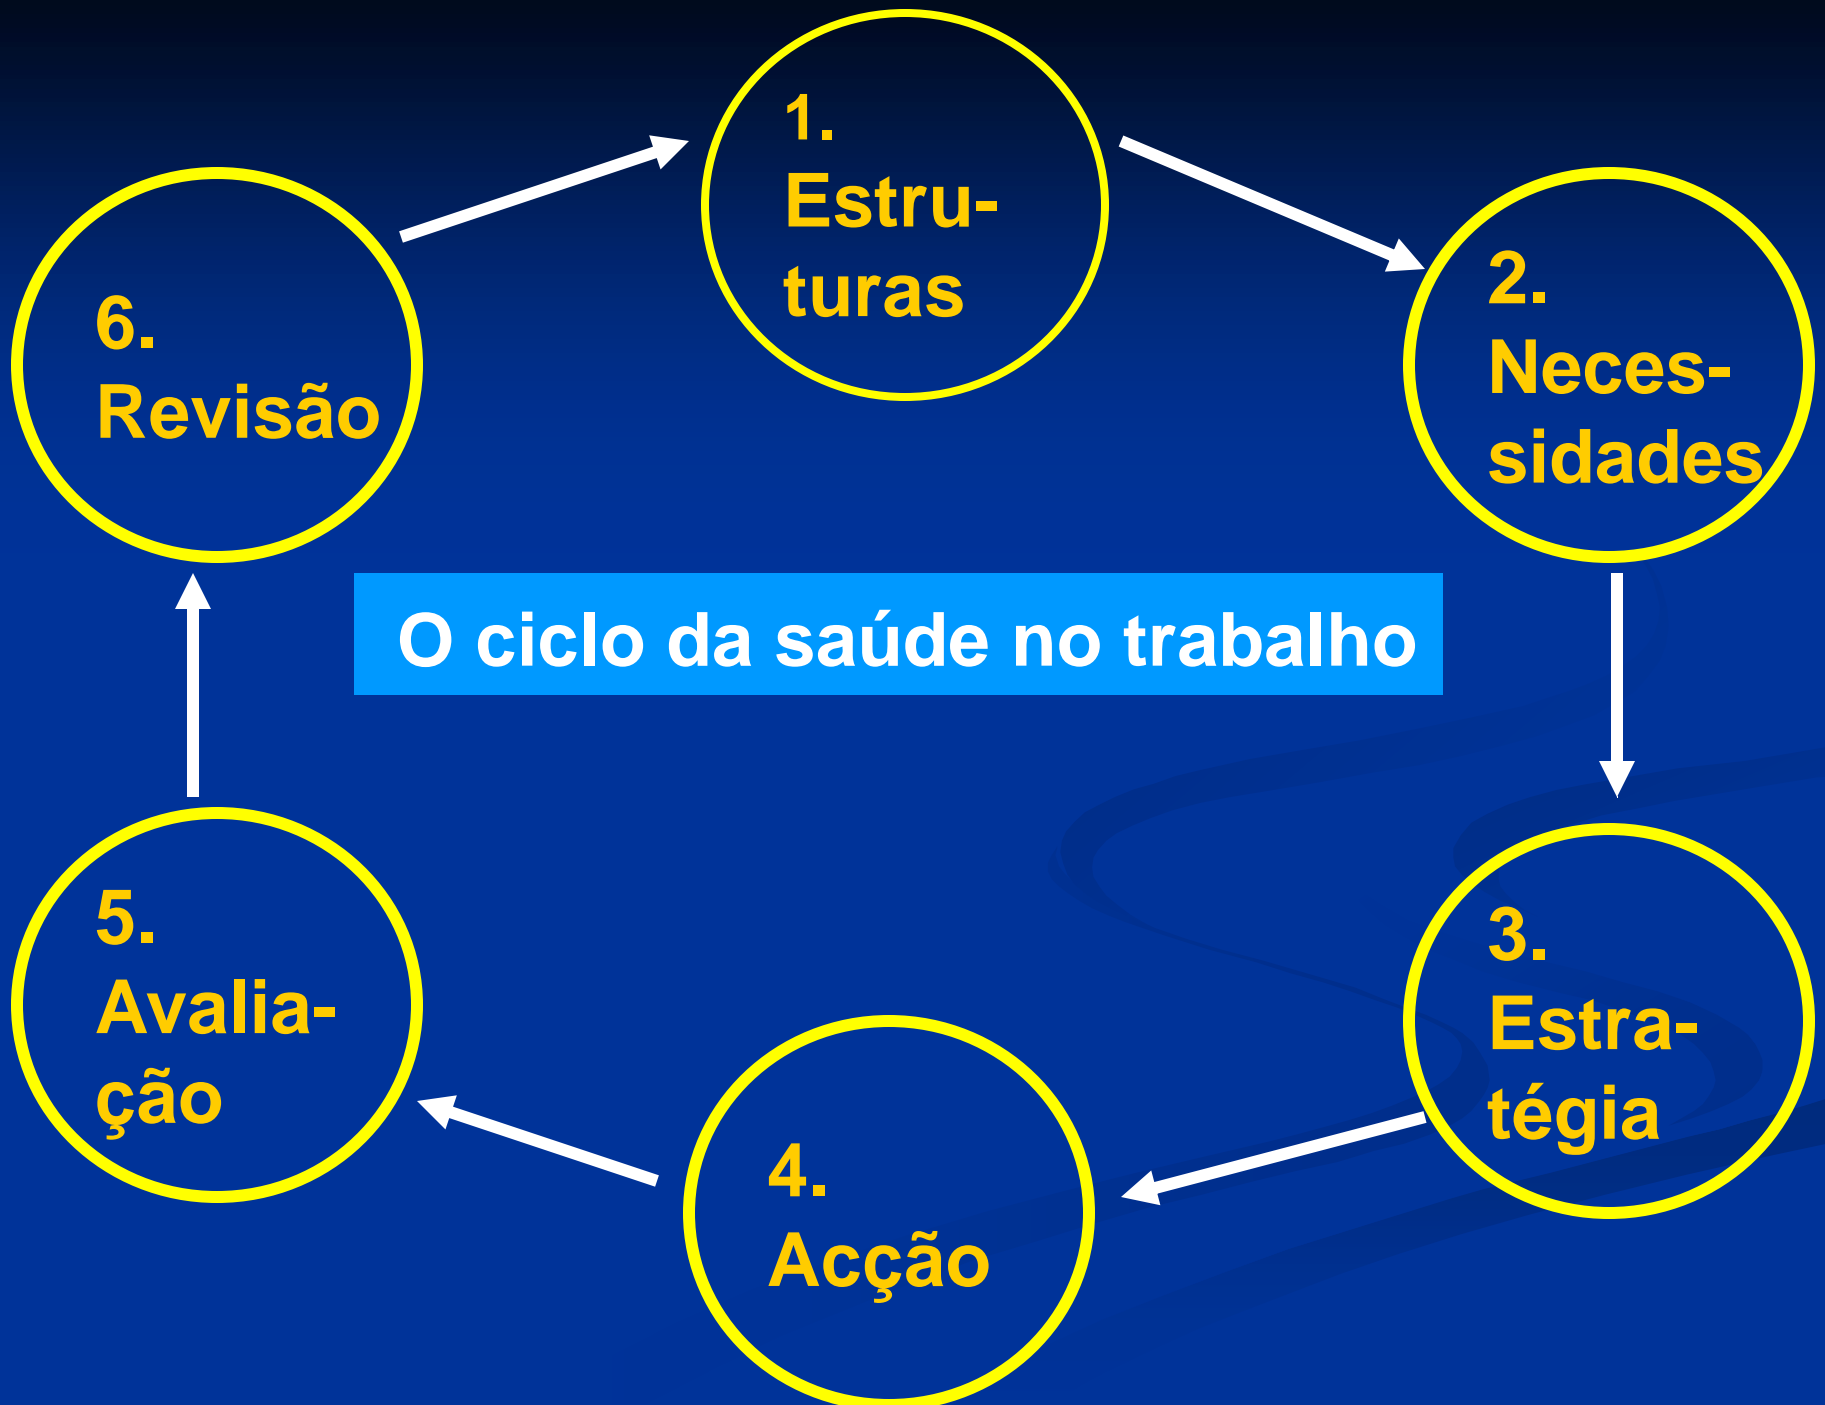 1.
Estru-
turas
2.
Neces-
sidades
3.
Estra-
tégia
4.
Acção
5.
Avalia-
ção
6.
Revisão
O ciclo da saúde no trabalho